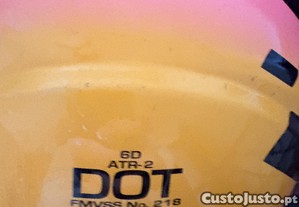 6D
ATR-2
DOT
FMVSS No. 218
CustoJusto.pt